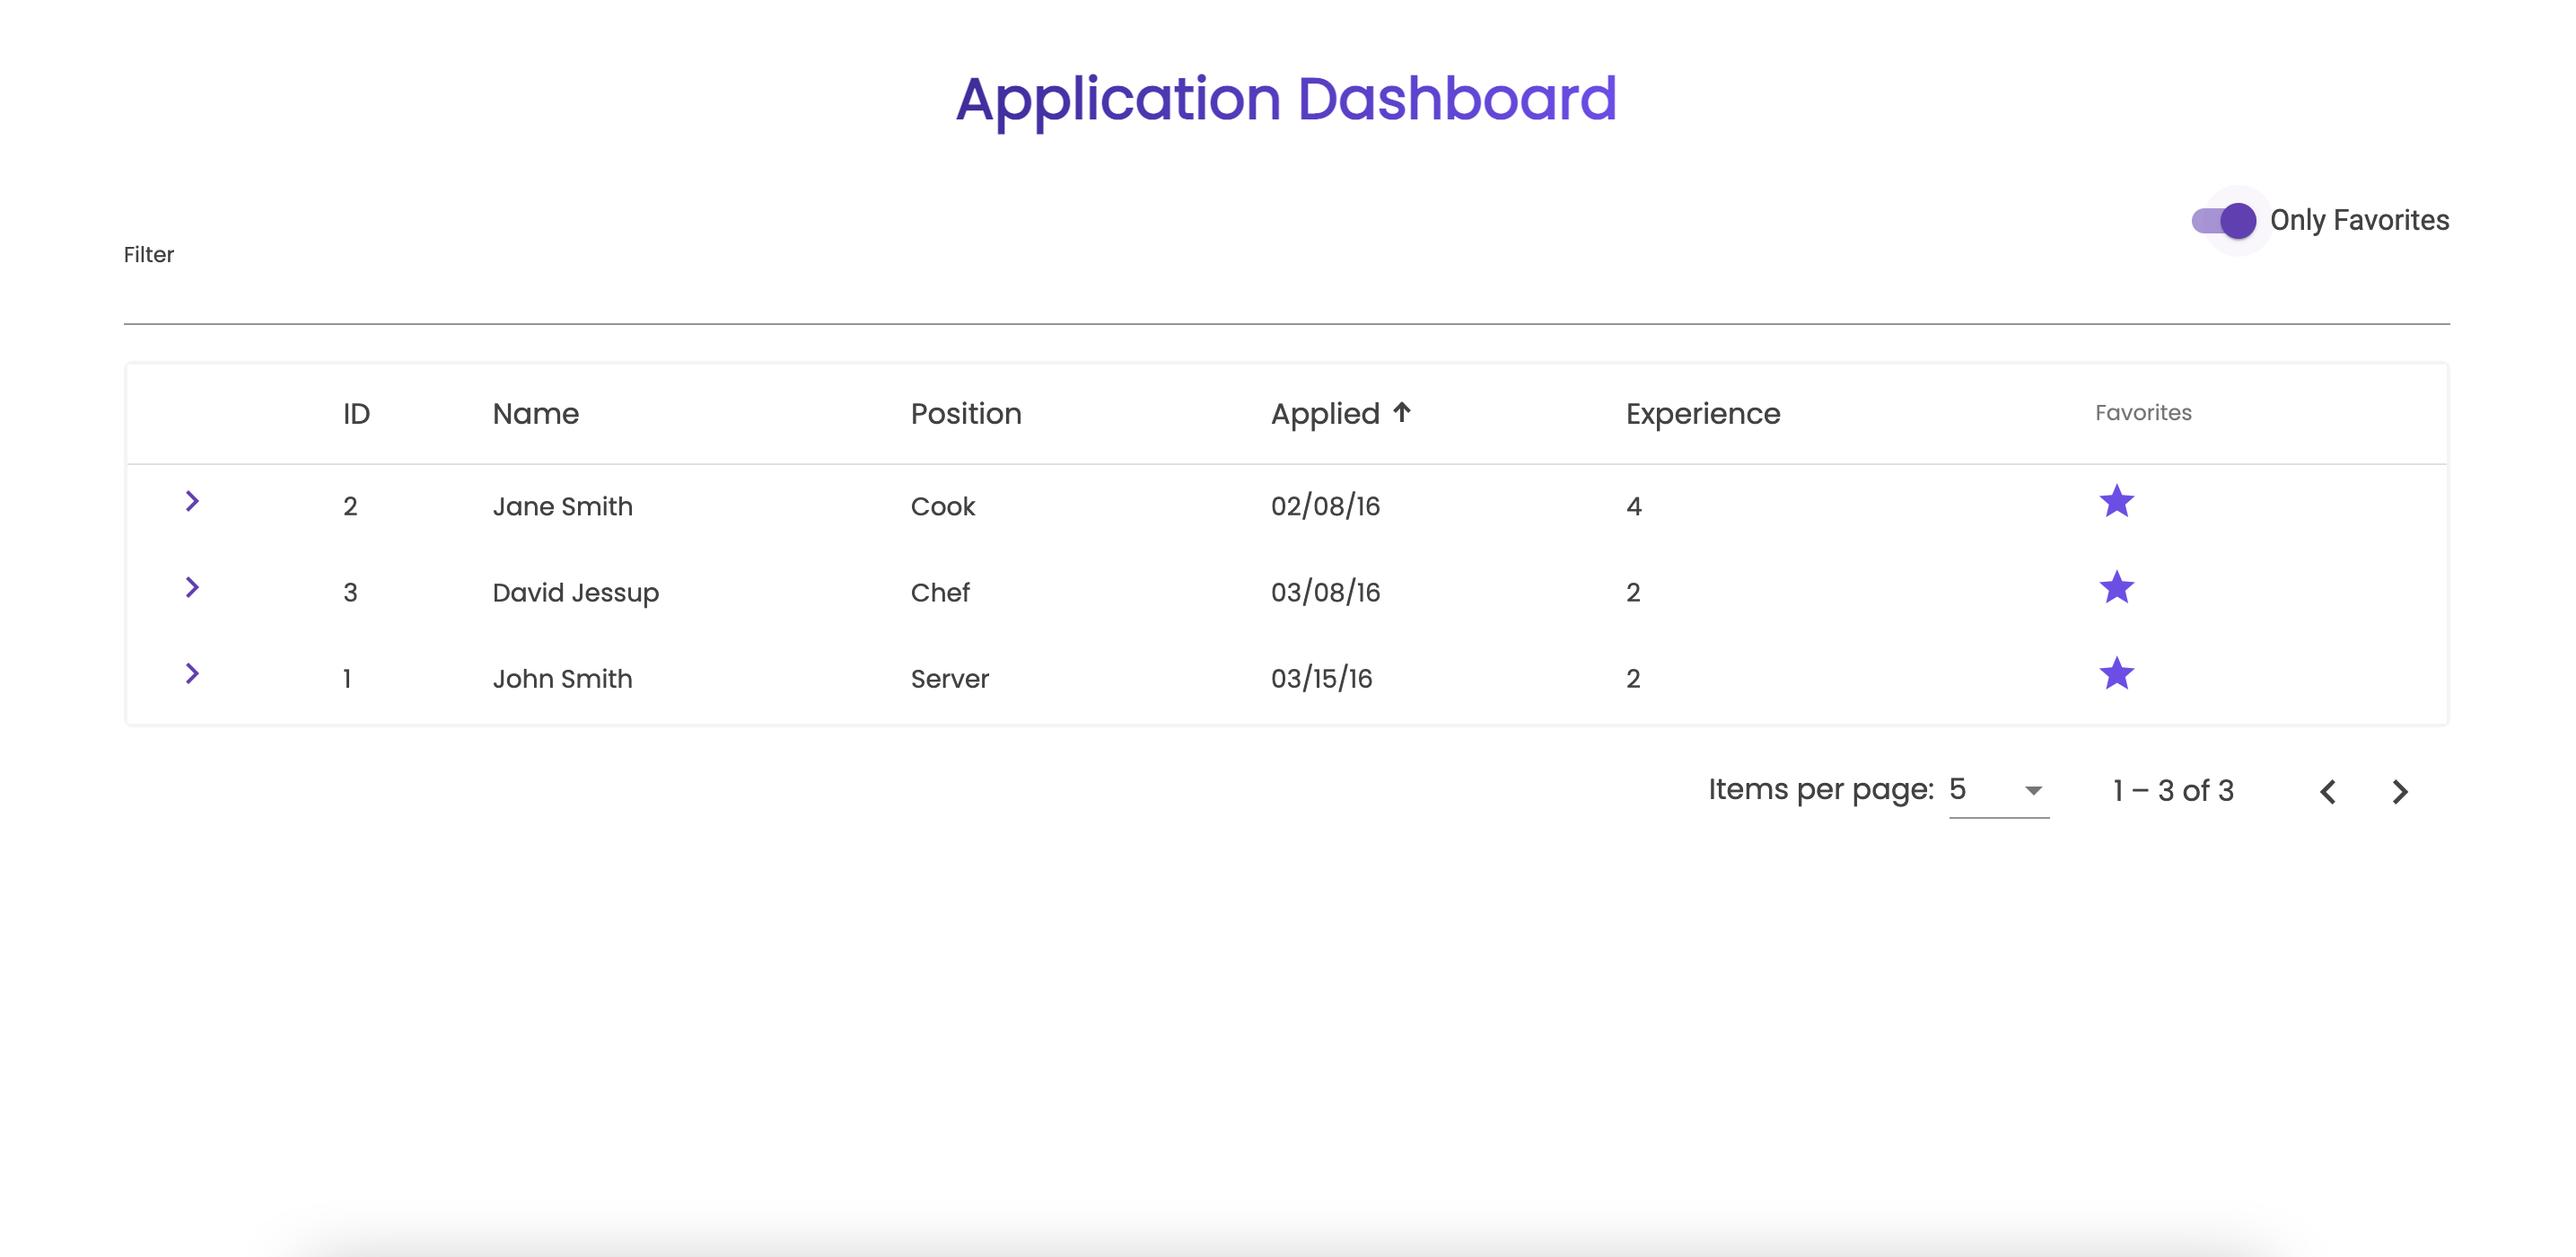 Application Dashboard
Only Favorites
Filter
ID Name Position Applied Experience Favorites
2 Jane Smith Cook 02/08/16 4
3 David Jessup Chef 03/08/16 2
1 John Smith Server 03/15/16 2
Items per page: 5 1 – 3 of 3